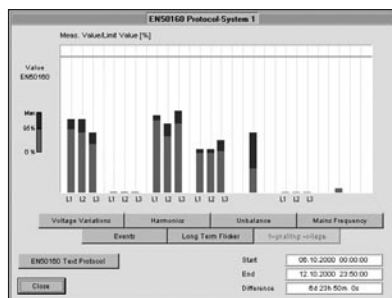 EN50160 Protocol-System 1
Meas. Value/Limit Value [%]
Value
EN50160
Max
95%
0%
L1 L2 L3 L1 L2 L3 L1 L2 L3 L1 L2 L3 L1 L2 L3
Voltage Variations Harmonics Unbalance Mains Frequency
Events Long Term Flicker Signalling voltage
EN50160 Text Protocol
Start 06.10.2000 00:00:00
End 12.10.2000 23:50:00
Close
Difference 6d 23h 50m 0s